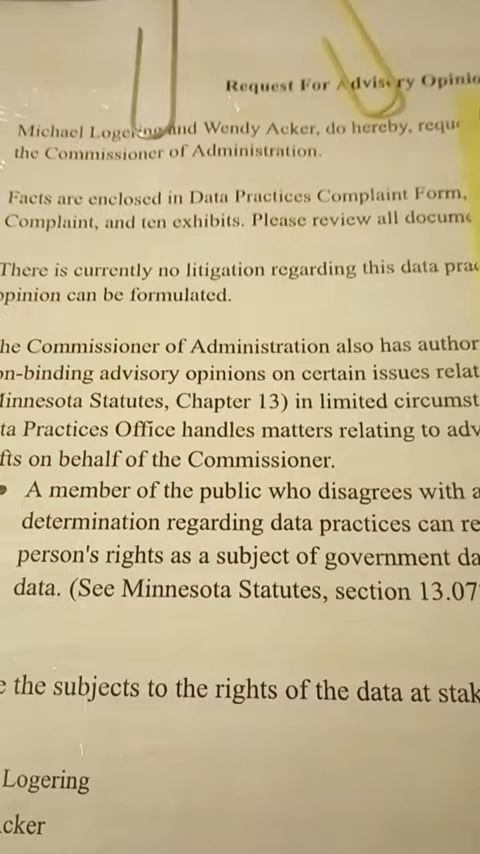 Request For Advisory Opinio
Michael Logering and Wendy Acker, do hereby, reque
the Commissioner of Administration.
Facts are enclosed in Data Practices Complaint Form,
Complaint, and ten exhibits. Please review all docume
There is currently no litigation regarding this data prac
opinion can be formulated.
he Commissioner of Administration also has author
on-binding advisory opinions on certain issues relat
Minnesota Statutes, Chapter 13) in limited circumst
ta Practices Office handles matters relating to adv
fts on behalf of the Commissioner.
• A member of the public who disagrees with a
determination regarding data practices can re
person's rights as a subject of government da
data. (See Minnesota Statutes, section 13.07
e the subjects to the rights of the data at stak
Logering
cker